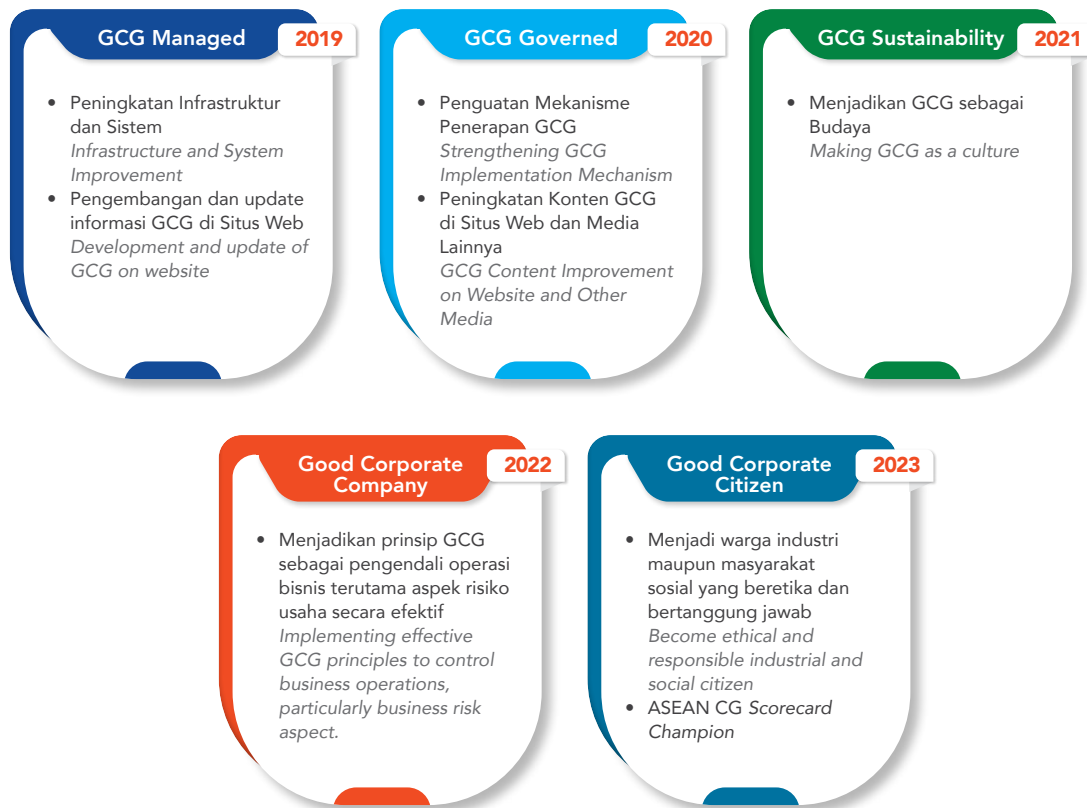 GCG Managed
2019
• Peningkatan Infrastruktur
dan Sistem
Infrastructure and System
Improvement
• Pengembangan dan update
informasi GCG di Situs Web
Development and update of
GCG on website
GCG Governed
2020
• Penguatan Mekanisme
Penerapan GCG
Strengthening GCG
Implementation Mechanism
• Peningkatan Konten GCG
di Situs Web dan Media
Lainnya
GCG Content Improvement
on Website and Other
Media
GCG Sustainability
2021
• Menjadikan GCG sebagai
Budaya
Making GCG as a culture
Good Corporate
Company
2022
• Menjadikan prinsip GCG
sebagai pengendali operasi
bisnis terutama aspek risiko
usaha secara efektif
Implementing effective
GCG principles to control
business operations,
particularly business risk
aspect.
Good Corporate
Citizen
2023
• Menjadi warga industri
maupun masyarakat
sosial yang beretika dan
bertanggung jawab
Become ethical and
responsible industrial and
social citizen
• ASEAN CG Scorecard
Champion